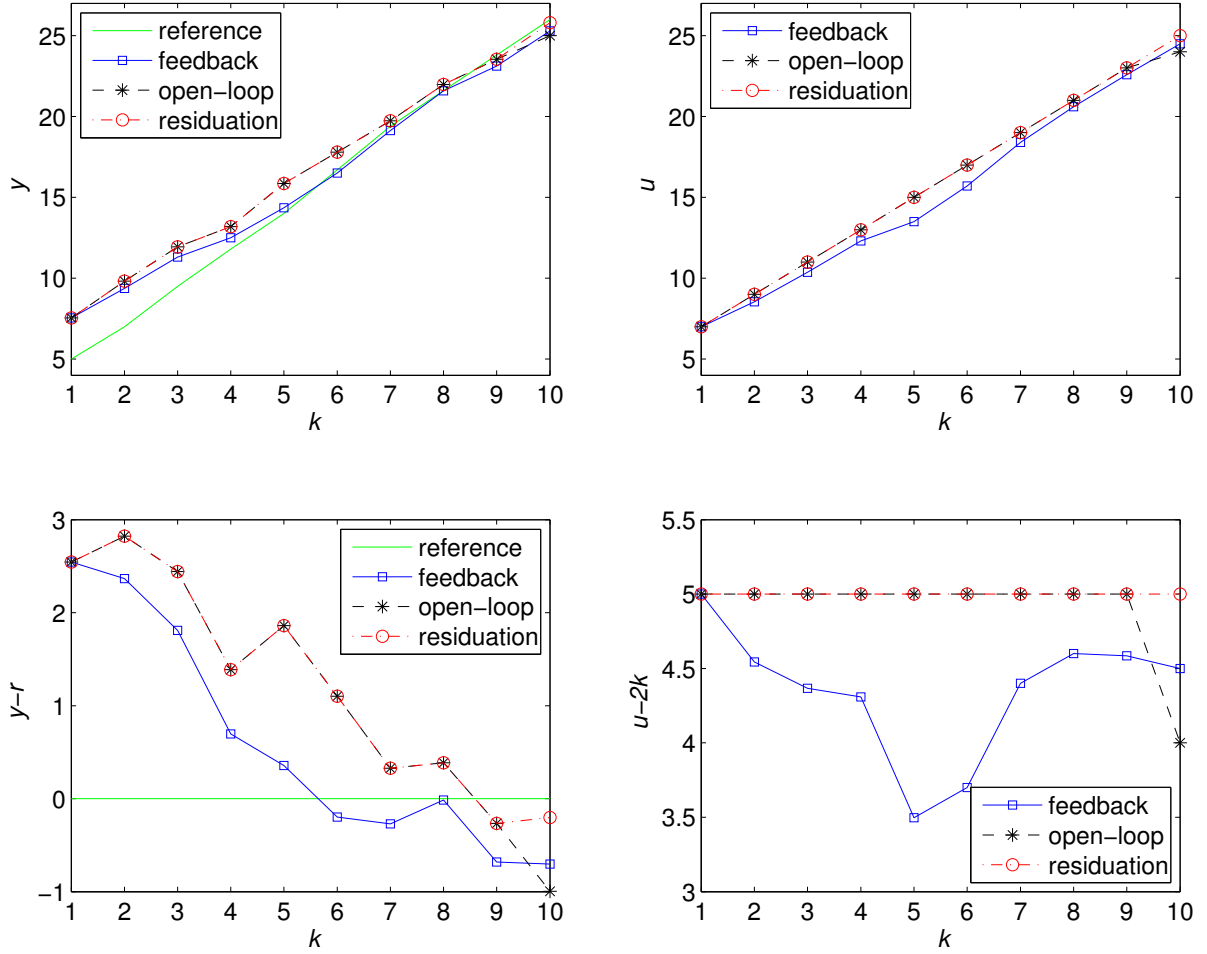 y
25
20
15
10
5
reference
feedback
open-loop
residuation
1 2 3 4 5 6 7 8 9 10
k
u
25
20
15
10
5
feedback
open-loop
residuation
1 2 3 4 5 6 7 8 9 10
k
y-r
3
2
1
0
-1
reference
feedback
open-loop
residuation
1 2 3 4 5 6 7 8 9 10
k
u-2k
5.5
5
4.5
4
3.5
3
feedback
open-loop
residuation
1 2 3 4 5 6 7 8 9 10
k